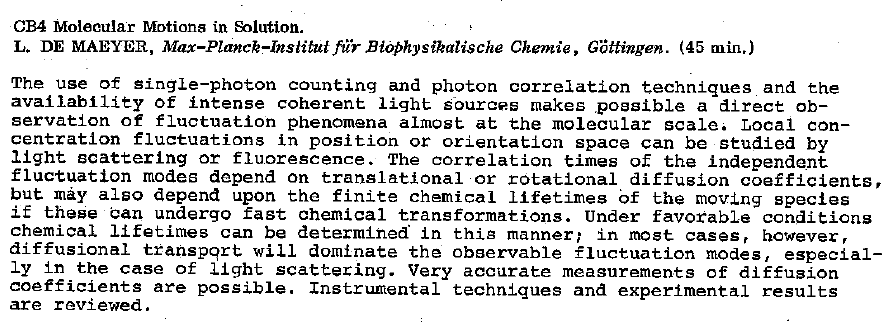 CB4 Molecular Motions in Solution.
L. DE MAEYER, Max-Planck-Institut für Biophysikalische Chemie, Göttingen. (45 min.)
The use of single-photon counting and photon correlation techniques and the
availability of intense coherent light sources makes possible a direct ob-
servation of fluctuation phenomena almost at the molecular scale. Local con-
centration fluctuations in position or orientation space can be studied by
light scattering or fluorescence. The correlation times of the independent
fluctuation modes depend on translational or rotational diffusion coefficients,
but may also depend upon the finite chemical lifetimes of the moving species
if these can undergo fast chemical transformations. Under favorable conditions
chemical lifetimes can be determined in this manner; in most cases, however,
diffusional transport will dominate the observable fluctuation modes, especial-
ly in the case of light scattering. Very accurate measurements of diffusion
coefficients are possible. Instrumental techniques and experimental results
are reviewed.